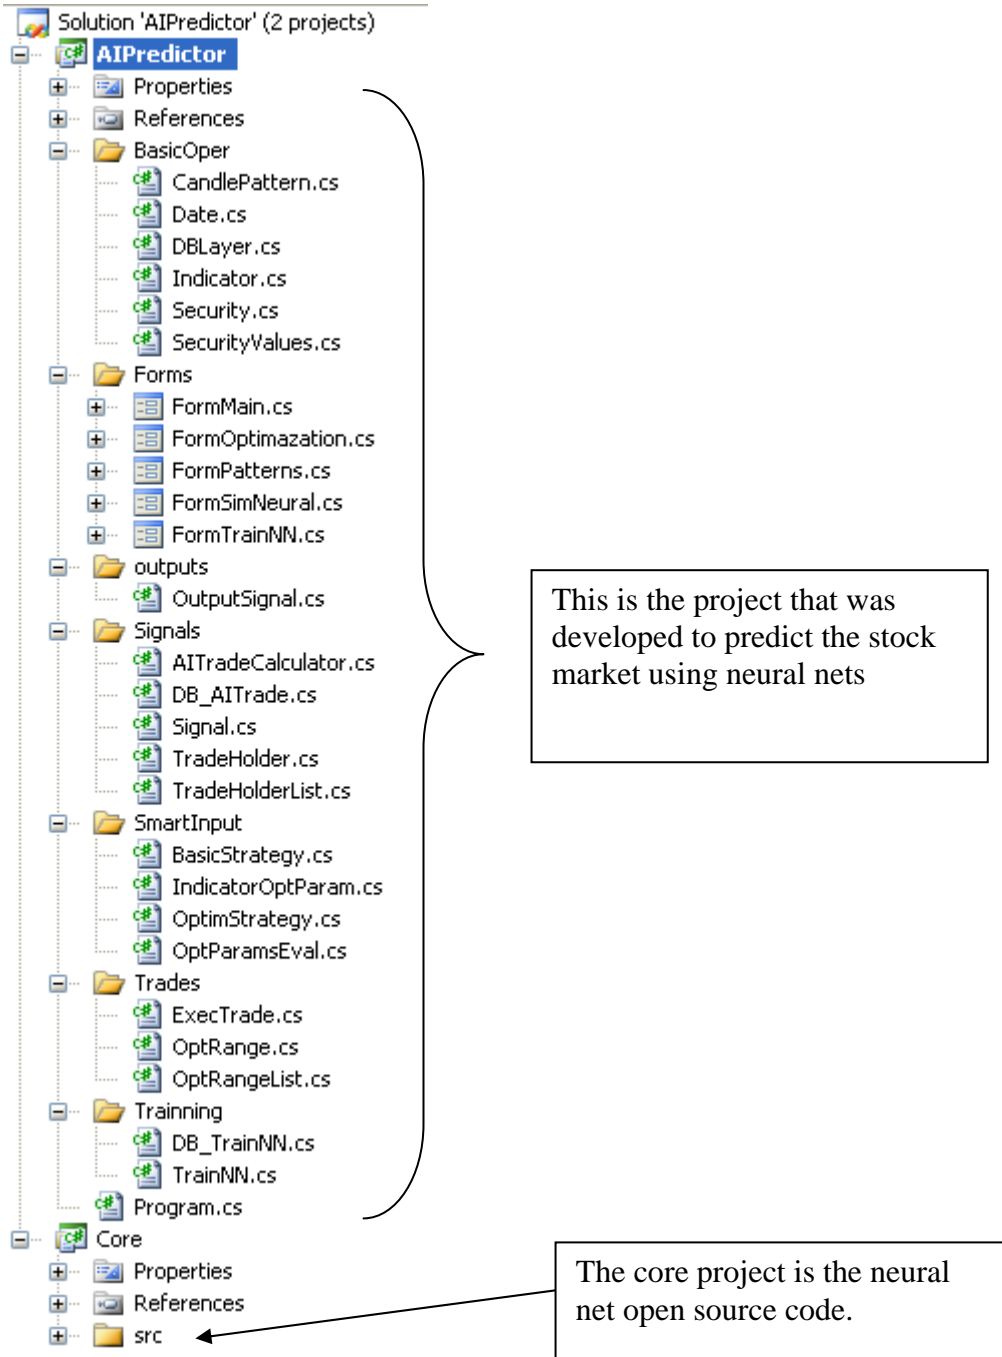 Solution 'AIPredictor' (2 projects)
AIPredictor
Properties
References
BasicOper
CandlePattern.cs
Date.cs
DBLayer.cs
Indicator.cs
Security.cs
SecurityValues.cs
Forms
FormMain.cs
FormOptimazation.cs
FormPatterns.cs
FormSimNeural.cs
FormTrainNN.cs
outputs
OutputSignal.cs
Signals
AITradeCalculator.cs
DB_AITrade.cs
Signal.cs
TradeHolder.cs
TradeHolderList.cs
SmartInput
BasicStrategy.cs
IndicatorOptParam.cs
OptimStrategy.cs
OptParamsEval.cs
Trades
ExecTrade.cs
OptRange.cs
OptRangeList.cs
Trainning
DB_TrainNN.cs
TrainNN.cs
Program.cs
Core
Properties
References
src
This is the project that was
developed to predict the stock
market using neural nets
The core project is the neural
net open source code.